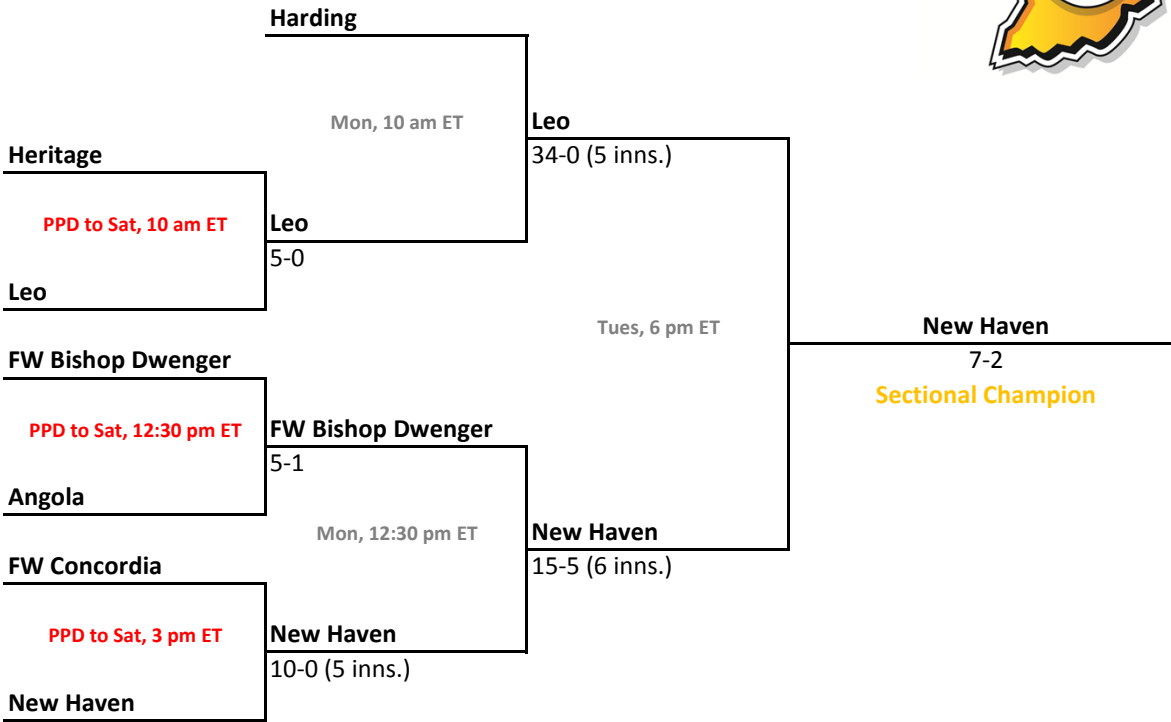 Harding
Mon, 10 am ET
Leo
34-0 (5 inns.)
Heritage
PPD to Sat, 10 am ET
Leo
5-0
Leo
Tues, 6 pm ET
New Haven
7-2
Sectional Champion
FW Bishop Dwenger
PPD to Sat, 12:30 pm ET
FW Bishop Dwenger
5-1
Angola
Mon, 12:30 pm ET
New Haven
15-5 (6 inns.)
FW Concordia
PPD to Sat, 3 pm ET
New Haven
10-0 (5 inns.)
New Haven